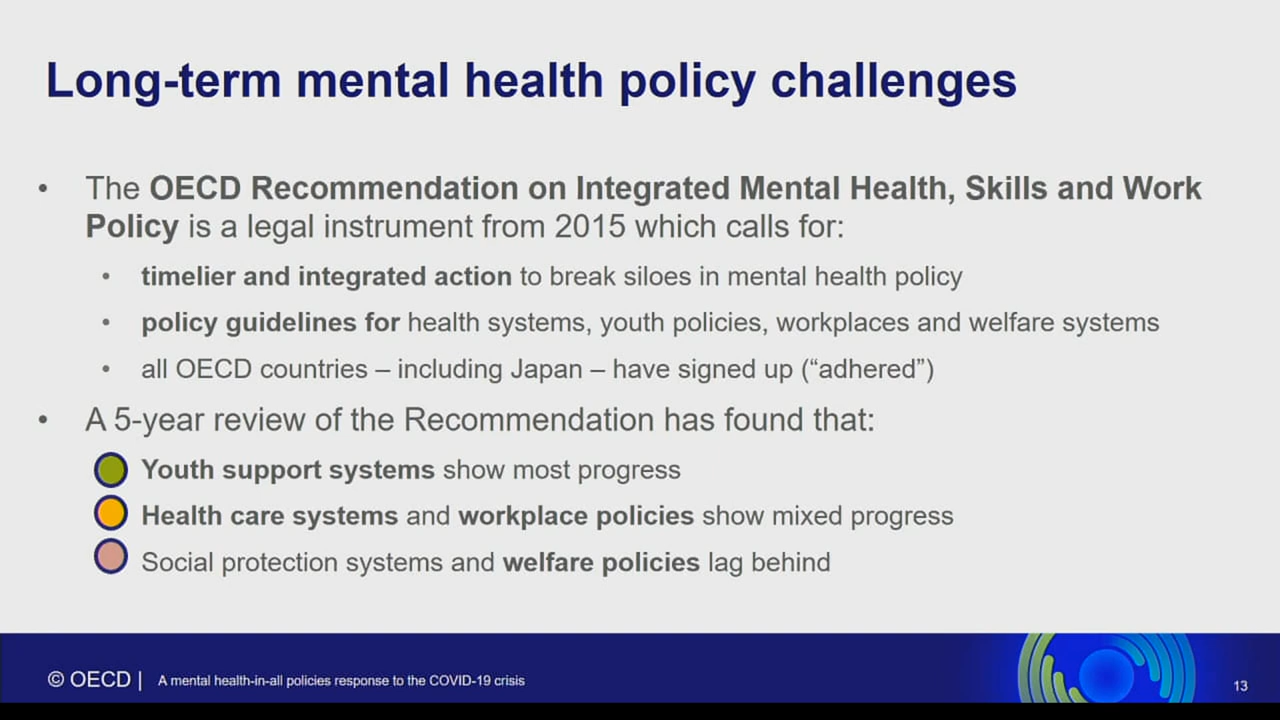 Long-term mental health policy challenges
• The OECD Recommendation on Integrated Mental Health, Skills and Work
Policy is a legal instrument from 2015 which calls for:
• timelier and integrated action to break siloes in mental health policy
• policy guidelines for health systems, youth policies, workplaces and welfare systems
• all OECD countries – including Japan – have signed up (“adhered”)
• A 5-year review of the Recommendation has found that:
Youth support systems show most progress
Health care systems and workplace policies show mixed progress
Social protection systems and welfare policies lag behind
© OECD | A mental health-in-all policies response to the COVID-19 crisis
13